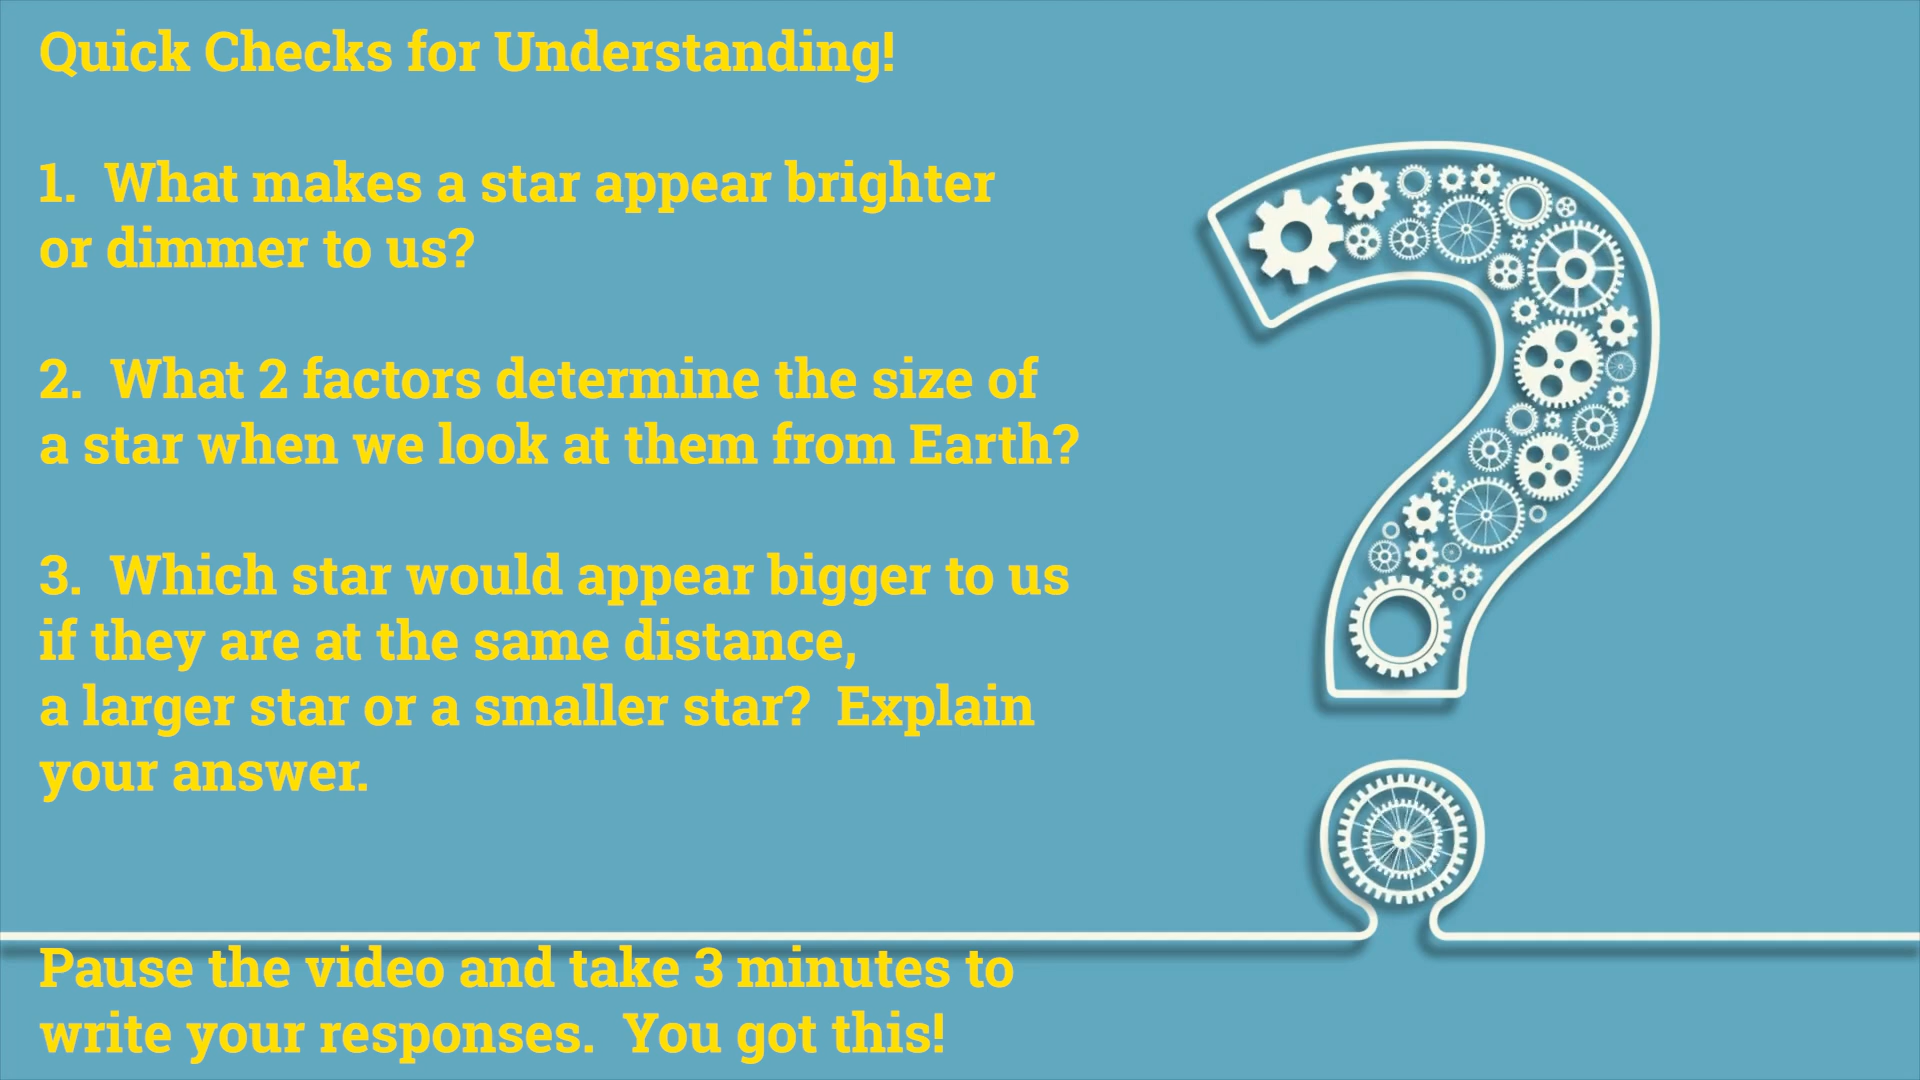 Quick Checks for Understanding!
1.  What makes a star appear brighter
or dimmer to us?
2.  What 2 factors determine the size of
a star when we look at them from Earth?
3.  Which star would appear bigger to us
if they are at the same distance,
a larger star or a smaller star?  Explain
your answer.
Pause the video and take 3 minutes to
write your responses.  You got this!